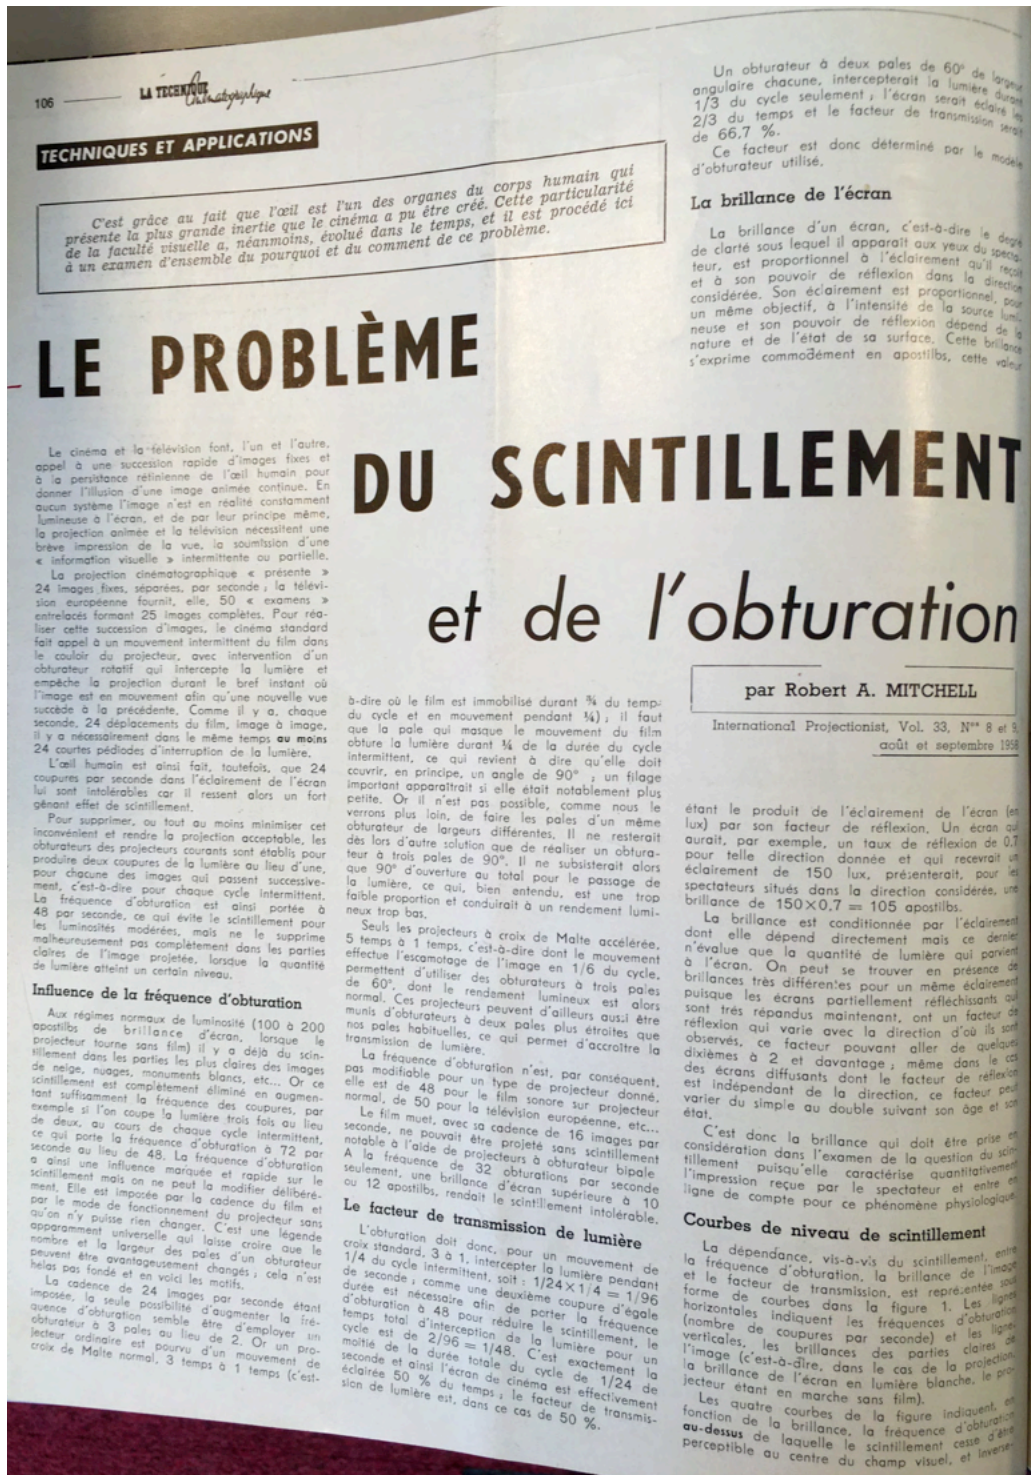 106
LA TECHNIQUE
Cinématographique
TECHNIQUES ET APPLICATIONS
C'est grâce au fait que l'œil est l'un des organes du corps humain qui
présente la plus grande inertie que le cinéma a pu être créé. Cette particularité
de la faculté visuelle a, néanmoins, évolué dans le temps, et il est procédé ici
à un examen d'ensemble du pourquoi et du comment de ce problème.
LE PROBLÈME
DU SCINTILLEMENT
et de l'obturation
par Robert A. MITCHELL
International Projectionist, Vol. 33, Nos 8 et 9,
août et septembre 1958
Le cinéma et la télévision font, l'un et l'autre,
appel à une succession rapide d'images fixes et
à la persistance rétinienne de l'œil humain pour
donner l'illusion d'une image animée continue. En
aucun système l'image n'est en réalité constamment
lumineuse à l'écran, et de par leur principe même,
la projection animée et la télévision nécessitent une
brève impression de la vue, la soumission d'une
« information visuelle » intermittente ou partielle.
La projection cinématographique « présente »
24 images fixes, séparées, par seconde ; la télévi-
sion européenne fournit, elle, 50 « examens »
entrelacés formant 25 images complètes. Pour réa-
liser cette succession d'images, le cinéma standard
fait appel à un mouvement intermittent du film dans
le couloir du projecteur, avec intervention d'un
obturateur rotatif qui intercepte la lumière et
empêche la projection durant le bref instant où
l'image est en mouvement afin qu'une nouvelle vue
succède à la précédente. Comme il y a, chaque
seconde, 24 déplacements du film, image à image,
il y a nécessairement dans le même temps au moins
24 courtes pédiodes d'interruption de la lumière.
L'œil humain est ainsi fait, toutefois, que 24
coupures par seconde dans l'éclairement de l'écran
lui sont intolérables car il ressent alors un fort
gênant effet de scintillement.
Pour supprimer, ou tout au moins minimiser cet
inconvénient et rendre la projection acceptable, les
obturateurs des projecteurs courants sont établis pour
produire deux coupures de la lumière au lieu d'une,
pour chacune des images qui passent successive-
ment, c'est-à-dire pour chaque cycle intermittent.
La fréquence d'obturation est ainsi portée à
48 par seconde, ce qui évite le scintillement pour
les luminosités modérées, mais ne le supprime
malheureusement pas complètement dans les parties
claires de l'image projetée, lorsque la quantité
de lumière atteint un certain niveau.
Influence de la fréquence d'obturation
Aux régimes normaux de luminosité (100 à 200
apostilbs de brillance d'écran, lorsque le
projecteur tourne sans film) il y a déjà du scin-
tillement dans les parties les plus claires des images
de neige, nuages, monuments blancs, etc... Or ce
scintillement est complètement éliminé en augmen-
tant suffisamment la fréquence des coupures, par
exemple si l'on coupe la lumière trois fois au lieu
de deux, au cours de chaque cycle intermittent,
ce qui porte la fréquence d'obturation à 72 par
seconde au lieu de 48. La fréquence d'obturation
a ainsi une influence marquée et rapide sur le
scintillement mais on ne peut la modifier délibéré-
ment. Elle est imposée par la cadence du film et
par le mode de fonctionnement du projecteur sans
qu'on n'y puisse rien changer. C'est une légende
apparamment universelle qui laisse croire que le
nombre et la largeur des pales d'un obturateur
peuvent être avantageusement changés ; cela n'est
hélas pas fondé et en voici les motifs.
La cadence de 24 images par seconde étant
imposée, la seule possibilité d'augmenter la fré-
quence d'obturation semble être d'employer un
obturateur à 3 pales au lieu de 2. Or un pro-
jecteur ordinaire est pourvu d'un mouvement de
croix de Malte normal, 3 temps à 1 temps (c'est-
à-dire où le film est immobilisé durant ¾ du temps
du cycle et en mouvement pendant ¼) ; il faut
que la pale qui masque le mouvement du film
obture la lumière durant ¼ de la durée du cycle
intermittent, ce qui revient à dire qu'elle doit
couvrir, en principe, un angle de 90° ; un filage
important apparaîtrait si elle était notablement plus
petite. Or il n'est pas possible, comme nous le
verrons plus loin, de faire les pales d'un même
obturateur de largeurs différentes. Il ne resterait
dès lors d'autre solution que de réaliser un obtura-
teur à trois pales de 90°. Il ne subsisterait alors
que 90° d'ouverture au total pour le passage de
la lumière, ce qui, bien entendu, est une trop
faible proportion et conduirait à un rendement lumi-
neux trop bas.
Seuls les projecteurs à croix de Malte accélérée,
5 temps à 1 temps, c'est-à-dire dont le mouvement
effectue l'escamotage de l'image en 1/6 du cycle,
permettent d'utiliser des obturateurs à trois pales
de 60°, dont le rendement lumineux est alors
normal. Ces projecteurs peuvent d'ailleurs aussi être
munis d'obturateurs à deux pales plus étroites que
nos pales habituelles, ce qui permet d'accroître la
transmission de lumière.
La fréquence d'obturation n'est, par conséquent,
pas modifiable pour un type de projecteur donné,
elle est de 48 pour le film sonore sur projecteur
normal, de 50 pour la télévision européenne, etc...
Le film muet, avec sa cadence de 16 images par
seconde, ne pouvait être projeté sans scintillement
notable à l'aide de projecteurs à obturateur bipale
A la fréquence de 32 obturations par seconde
seulement, une brillance d'écran supérieure à 10
ou 12 apostilbs, rendait le scintillement intolérable.
Le facteur de transmission de lumière
L'obturation doit donc, pour un mouvement de
croix standard, 3 à 1, intercepter la lumière pendant
1/4 du cycle intermittent, soit : 1/24×1/4 = 1/96
de seconde ; comme une deuxième coupure d'égale
durée est nécessaire afin de porter la fréquence
d'obturation à 48 pour réduire le scintillement, le
temps total d'interception de la lumière pour un
cycle est de 2/96 = 1/48. C'est exactement la
moitié de la durée totale du cycle de 1/24 de
seconde et ainsi l'écran de cinéma est effectivement
éclairée 50 % du temps ; le facteur de transmis-
sion de lumière est, dans ce cas de 50 %.
Un obturateur à deux pales de 60° de largeur
angulaire chacune, intercepterait la lumière durant
1/3 du cycle seulement ; l'écran serait éclairé les
2/3 du temps et le facteur de transmission serait
de 66,7 %.
Ce facteur est donc déterminé par le modèle
d'obturateur utilisé.
La brillance de l'écran
La brillance d'un écran, c'est-à-dire le degré
de clarté sous lequel il apparaît aux yeux du specta-
teur, est proportionnel à l'éclairement qu'il reçoit
et à son pouvoir de réflexion dans la direction
considérée. Son éclairement est proportionnel, pour
un même objectif, à l'intensité de la source lumi-
neuse et son pouvoir de réflexion dépend de la
nature et de l'état de sa surface. Cette brillance
s'exprime commodément en apostilbs, cette valeur
étant le produit de l'éclairement de l'écran (en
lux) par son facteur de réflexion. Un écran qui
aurait, par exemple, un taux de réflexion de 0,7
pour telle direction donnée et qui recevrait un
éclairement de 150 lux, présenterait, pour les
spectateurs situés dans la direction considérée, une
brillance de 150×0,7 = 105 apostilbs.
La brillance est conditionnée par l'éclairement
dont elle dépend directement mais ce dernier
n'évalue que la quantité de lumière qui parvient
à l'écran. On peut se trouver en présence de
brillances très différentes pour un même éclairement
puisque les écrans partiellement réfléchissants qui
sont très répandus maintenant, ont un facteur de
réflexion qui varie avec la direction d'où ils sont
observés, ce facteur pouvant aller de quelques
dixièmes à 2 et davantage ; même dans le cas
des écrans diffusants dont le facteur de réflexion
est indépendant de la direction, ce facteur peut
varier du simple au double suivant son âge et son
état.
C'est donc la brillance qui doit être prise en
considération dans l'examen de la question du scin-
tillement puisqu'elle caractérise quantitativement
l'impression reçue par le spectateur et entre en
ligne de compte pour ce phénomène physiologique.
Courbes de niveau de scintillement
La dépendance, vis-à-vis du scintillement, entre
la fréquence d'obturation, la brillance de l'image
et le facteur de transmission, est représentée sous
forme de courbes dans la figure 1. Les lignes
horizontales indiquent les fréquences d'obturation
(nombre de coupures par seconde) et les lignes
verticales, les brillances des parties claires de
l'image (c'est-à-dire, dans le cas de la projection,
la brillance de l'écran en lumière blanche, le pro-
jecteur étant en marche sans film).
Les quatre courbes de la figure indiquent, en
fonction de la brillance, la fréquence d'obturation
au-dessus de laquelle le scintillement cesse d'être
perceptible au centre du champ visuel, et inverse-